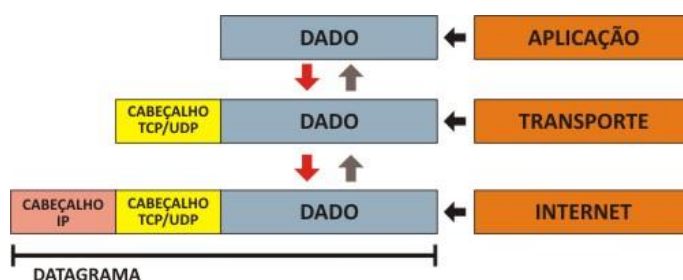 DADO
APLICAÇÃO
CABEÇALHO
TCP/UDP
DADO
TRANSPORTE
CABEÇALHO
IP
CABEÇALHO
TCP/UDP
DADO
INTERNET
DATAGRAMA